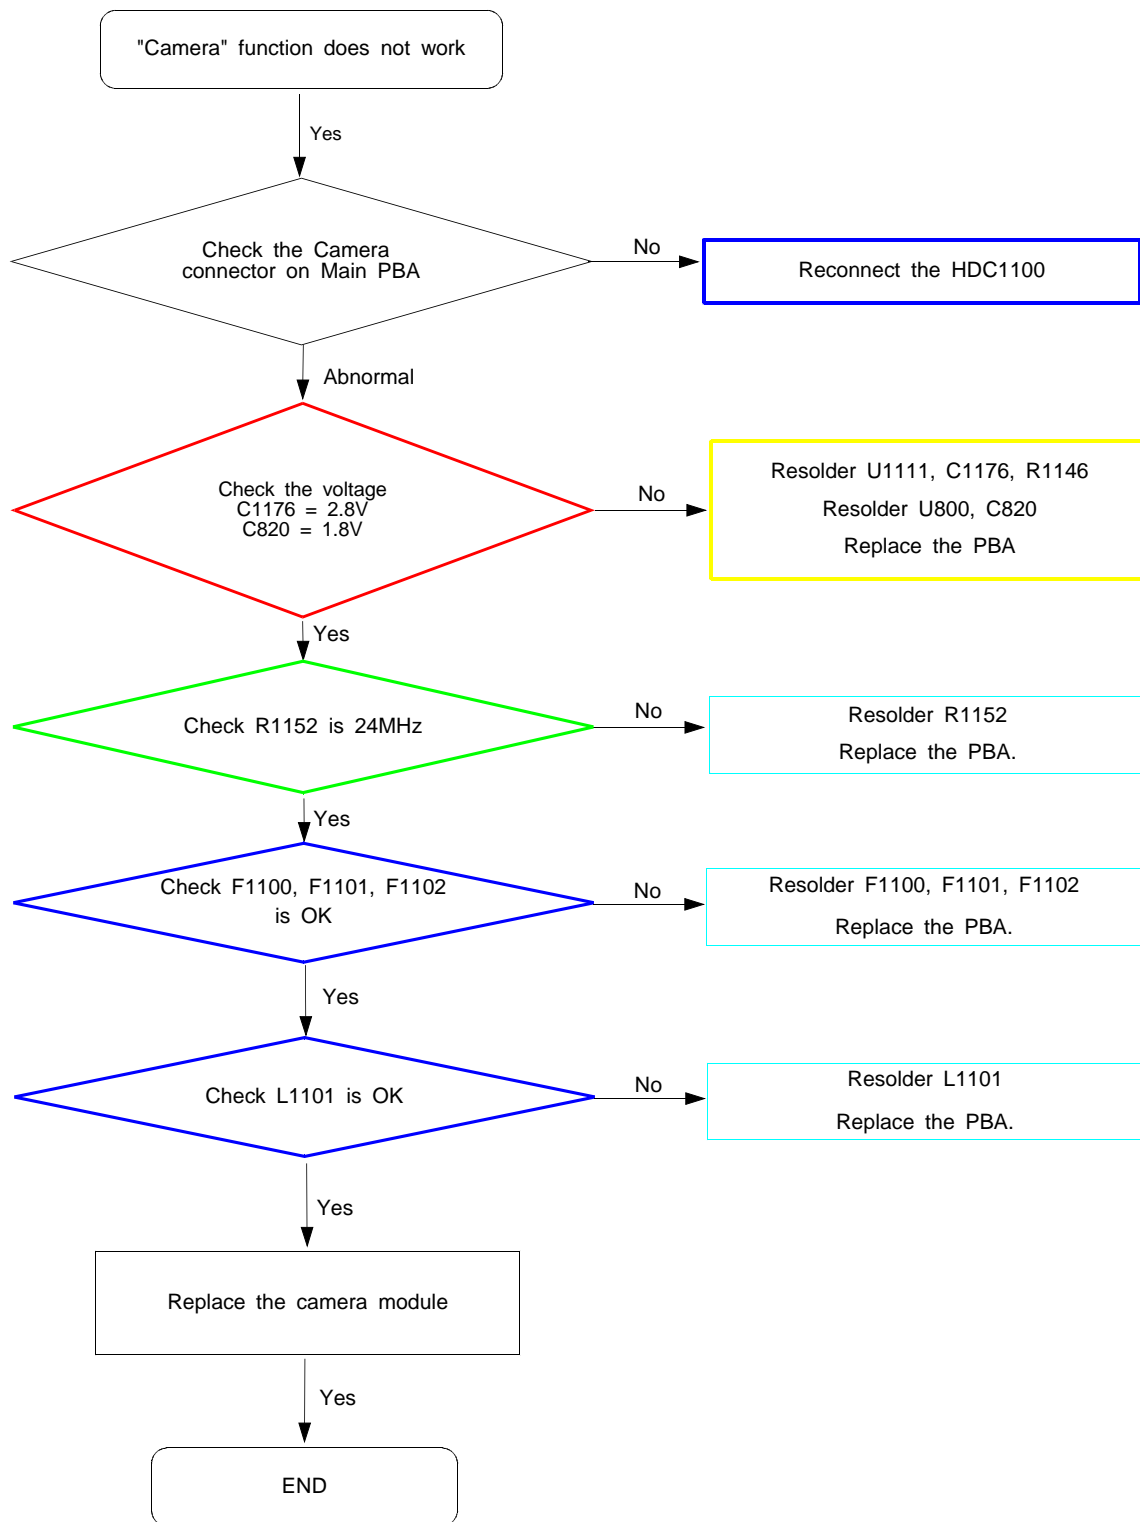 "Camera" function does not work
Yes
Check the Camera
connector on Main PBA
No
Reconnect the HDC1100
Abnormal
Check the voltage
C1176 = 2.8V
C820 = 1.8V
No
Resolder U1111, C1176, R1146
Resolder U800, C820
Replace the PBA
Yes
Check R1152 is 24MHz
No
Resolder R1152
Replace the PBA.
Yes
Check F1100, F1101, F1102
is OK
No
Resolder F1100, F1101, F1102
Replace the PBA.
Yes
Check L1101 is OK
No
Resolder L1101
Replace the PBA.
Yes
Replace the camera module
Yes
END